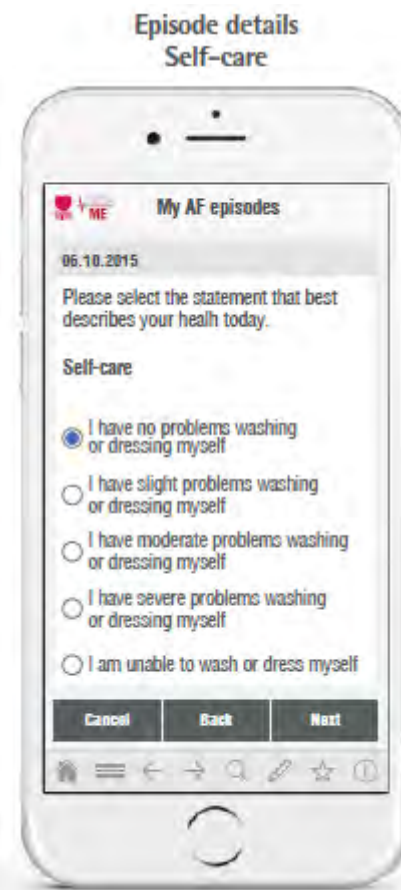 Episode details
Self-care
ME
My AF episodes
06.10.2015
Please select the statement that best
describes your healh today.
Self-care
I have no problems washing
or dressing myself
I have slight problems washing
or dressing myself
I have moderate problems washing
or dressing myself
I have severe problems washing
or dressing myself
I am unable to wash or dress myself
Cancel
Back
Next